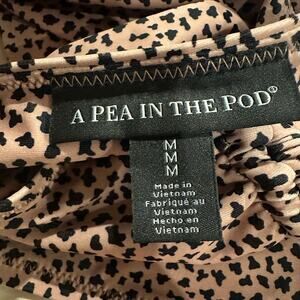 A PEA IN THE POD®
M
M
M
Made in
Vietnam
Fabriqué au
Vietnam
Hecho en
Vietnam